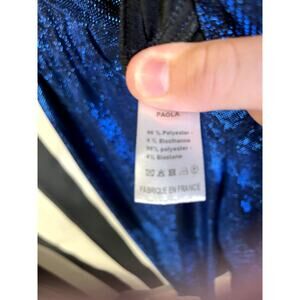 PAOLA
96 % Polyester -
4 % Elasthanne
96% polyester -
4% Elastane
FABRIQUE EN FRANCE